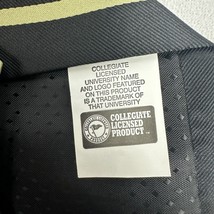 COLLEGIATE
LICENSED
UNIVERSITY NAME
AND LOGO FEATURED
ON THIS PRODUCT
IS A TRADEMARK OF
THAT UNIVERSITY
COLLEGIATE
LICENSED
PRODUCT